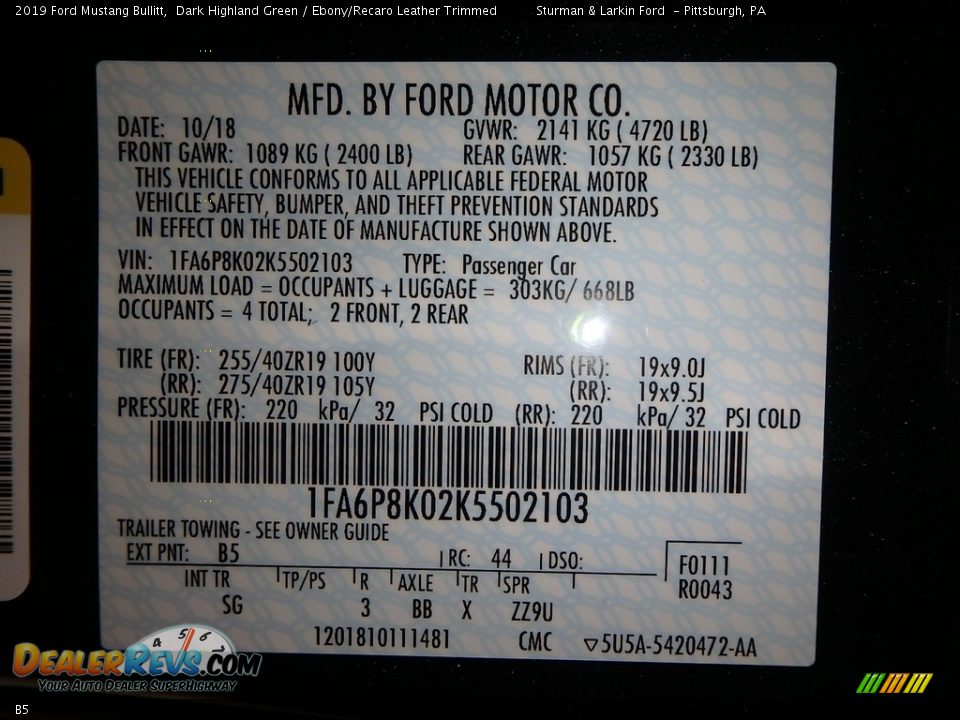 2019 Ford Mustang Bullitt, Dark Highland Green / Ebony/Recaro Leather Trimmed Sturman & Larkin Ford - Pittsburgh, PA
MFD. BY FORD MOTOR CO.
DATE: 10/18 GVWR: 2141 KG ( 4720 LB)
FRONT GAWR: 1089 KG ( 2400 LB) REAR GAWR: 1057 KG ( 2330 LB)
THIS VEHICLE CONFORMS TO ALL APPLICABLE FEDERAL MOTOR
VEHICLE SAFETY, BUMPER, AND THEFT PREVENTION STANDARDS
IN EFFECT ON THE DATE OF MANUFACTURE SHOWN ABOVE.
VIN: 1FA6P8K02K5502103 TYPE: Passenger Car
MAXIMUM LOAD = OCCUPANTS + LUGGAGE = 303KG/ 668LB
OCCUPANTS = 4 TOTAL; 2 FRONT, 2 REAR
TIRE (FR): 255/40ZR19 100Y RIMS (FR): 19x9.0J
(RR): 275/40ZR19 105Y (RR): 19x9.5J
PRESSURE (FR): 220 kPa/ 32 PSI COLD (RR): 220 kPa/ 32 PSI COLD
1FA6P8K02K5502103
TRAILER TOWING - SEE OWNER GUIDE
EXT PNT: B5 RC: 44 DSO: F0111
INT TR TP/PS R AXLE TR SPR R0043
SG 3 BB X ZZ9U
1201810111481 CMC ▽5U5A-5420472-AA
4 5 6
DEALERREVS.COM
YOUR AUTO DEALER SUPERHIGHWAY
B5